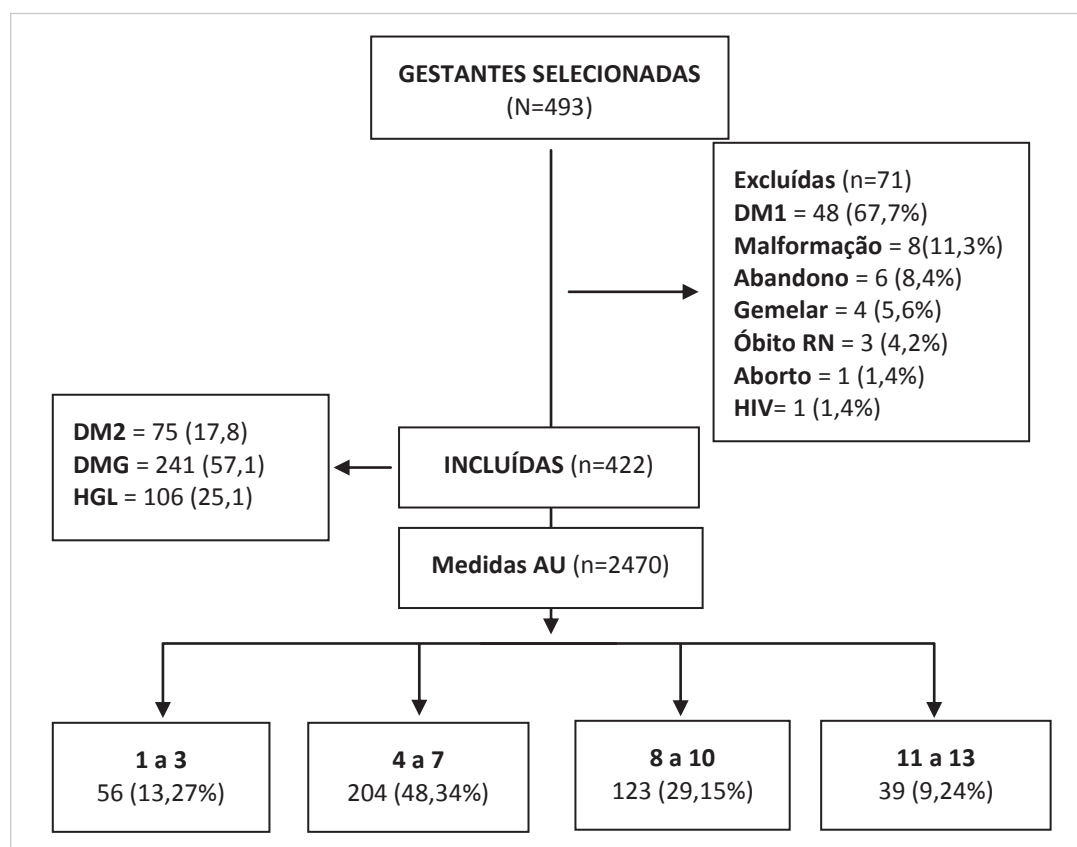 GESTANTES SELECIONADAS
(N=493)
Excluídas (n=71)
DM1 = 48 (67,7%)
Malformação = 8(11,3%)
Abandono = 6 (8,4%)
Gemelar = 4 (5,6%)
Óbito RN = 3 (4,2%)
Aborto = 1 (1,4%)
HIV= 1 (1,4%)
DM2 = 75 (17,8)
DMG = 241 (57,1)
HGL = 106 (25,1)
INCLUÍDAS (n=422)
Medidas AU (n=2470)
1 a 3
56 (13,27%)
4 a 7
204 (48,34%)
8 a 10
123 (29,15%)
11 a 13
39 (9,24%)